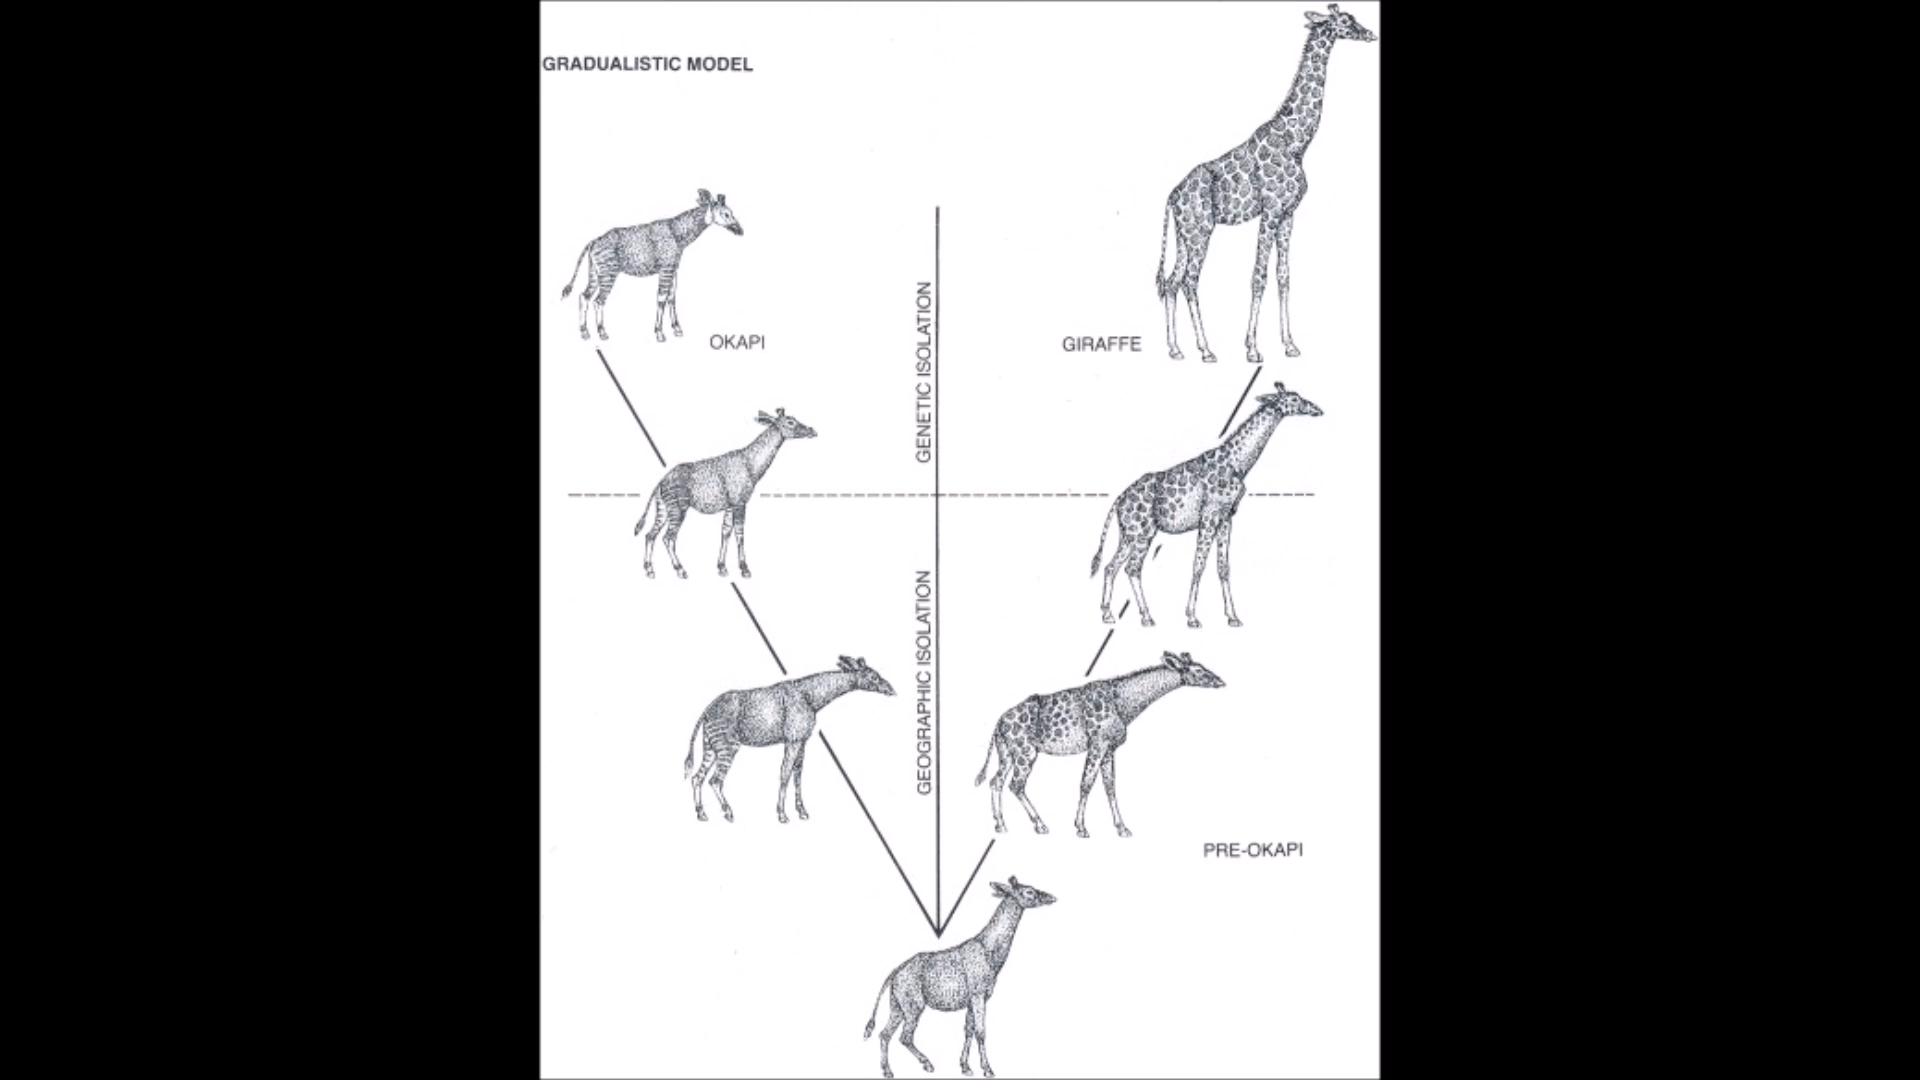 GRADUALISTIC MODEL
OKAPI
GENETIC ISOLATION
GIRAFFE
GEOGRAPHIC ISOLATION
PRE-OKAPI